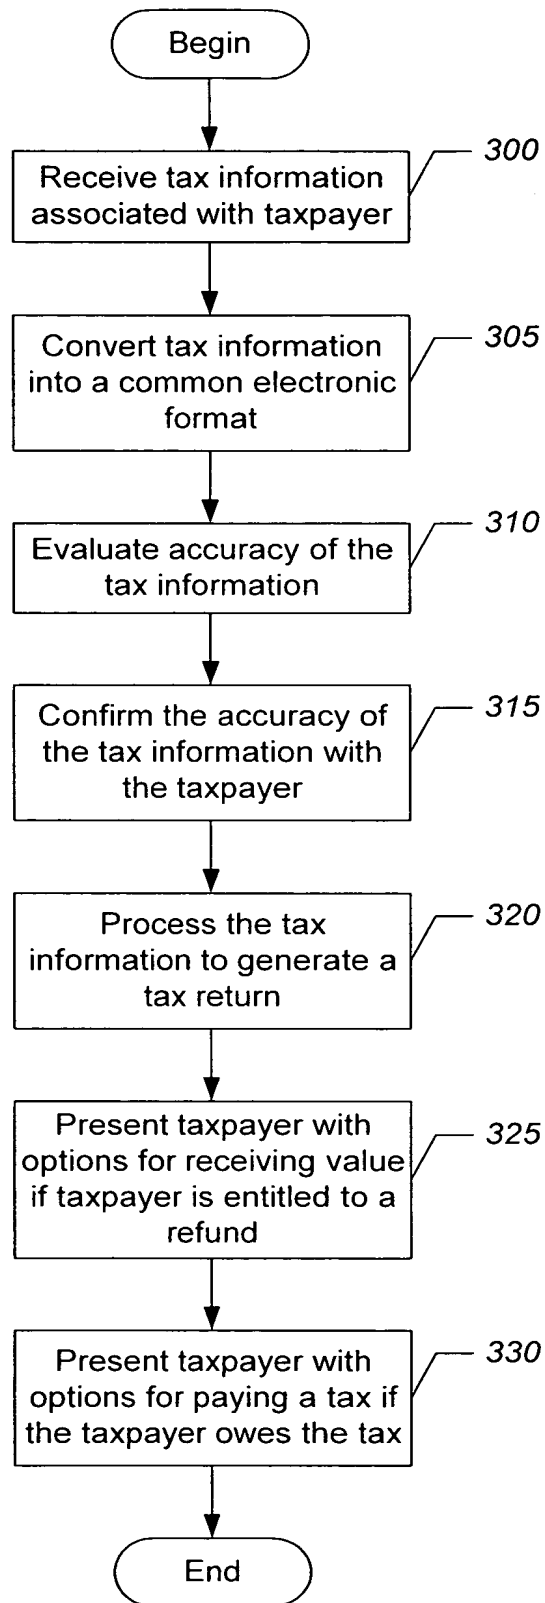 Begin
300
Receive tax information
associated with taxpayer
305
Convert tax information
into a common electronic
format
310
Evaluate accuracy of the
tax information
315
Confirm the accuracy of
the tax information with
the taxpayer
320
Process the tax
information to generate a
tax return
325
Present taxpayer with
options for receiving value
if taxpayer is entitled to a
refund
330
Present taxpayer with
options for paying a tax if
the taxpayer owes the tax
End